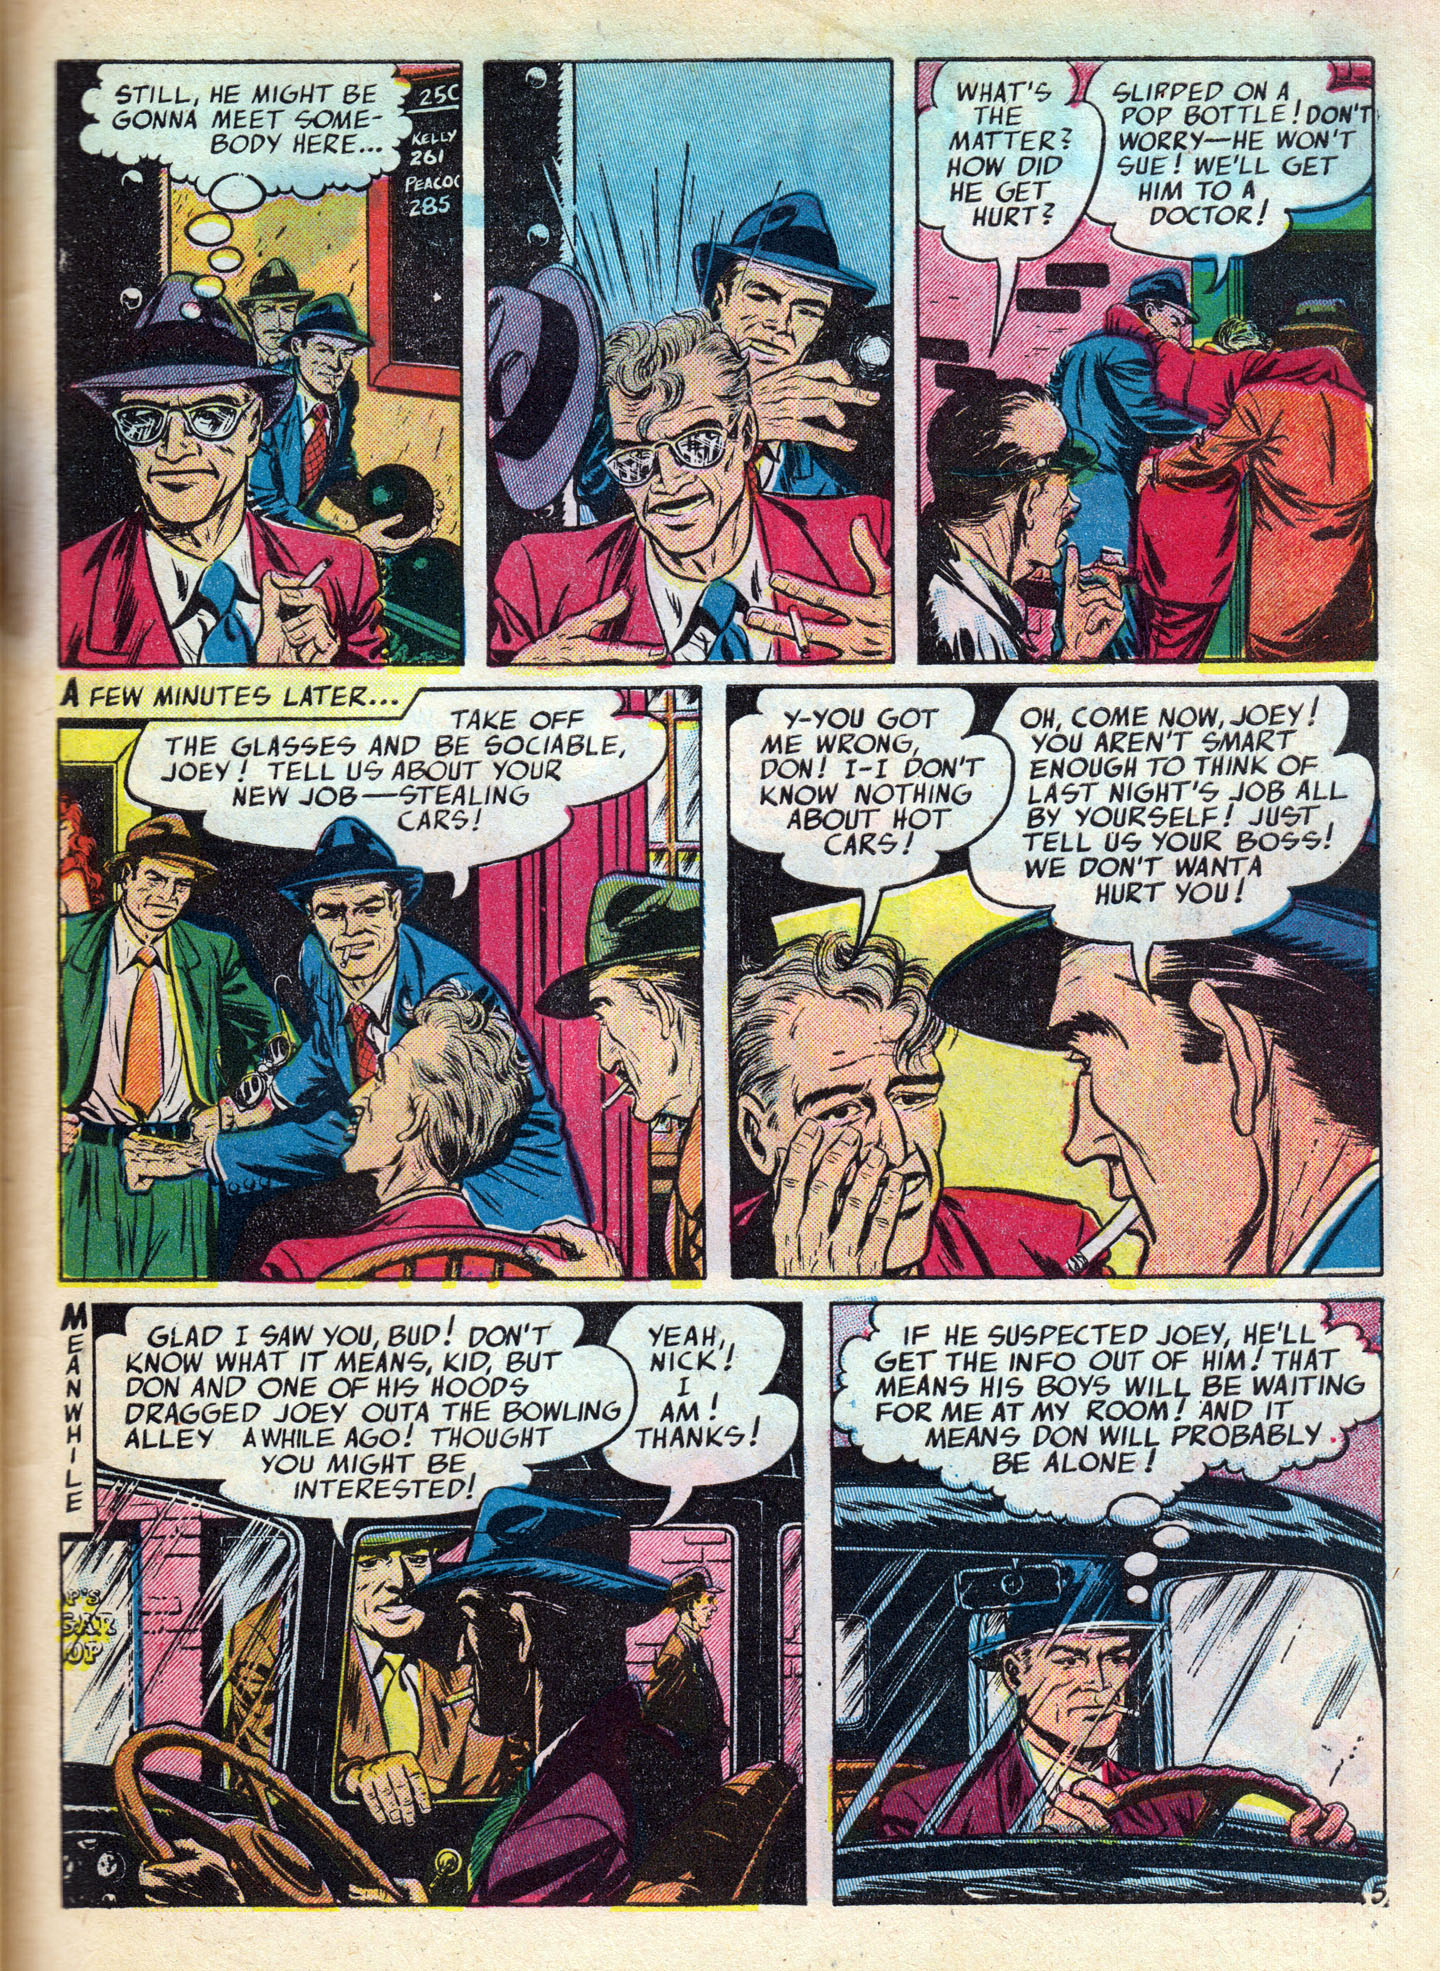 STILL, HE MIGHT BE
GONNA MEET SOME-
BODY HERE...
25C
KELLY
261
PEACOC
285
WHAT'S
THE
MATTER?
HOW DID
HE GET
HURT?
SLIPPED ON A
POP BOTTLE! DON'T
WORRY—HE WON'T
SUE! WE'LL GET
HIM TO A
DOCTOR!
A FEW MINUTES LATER...
TAKE OFF
THE GLASSES AND BE SOCIABLE,
JOEY! TELL US ABOUT YOUR
NEW JOB—STEALING
CARS!
Y-YOU GOT
ME WRONG,
DON! I-I DON'T
KNOW NOTHING
ABOUT HOT
CARS!
OH, COME NOW, JOEY!
YOU AREN'T SMART
ENOUGH TO THINK OF
LAST NIGHT'S JOB ALL
BY YOURSELF! JUST
TELL US YOUR BOSS!
WE DON'T WANTA
HURT YOU!
MEANWHILE
GLAD I SAW YOU, BUD! DON'T
KNOW WHAT IT MEANS, KID, BUT
DON AND ONE OF HIS HOODS
DRAGGED JOEY OUTA THE BOWLING
ALLEY AWHILE AGO! THOUGHT
YOU MIGHT BE
INTERESTED!
YEAH,
NICK!
I
AM!
THANKS!
P'S
GAR
OP
IF HE SUSPECTED JOEY, HE'LL
GET THE INFO OUT OF HIM! THAT
MEANS HIS BOYS WILL BE WAITING
FOR ME AT MY ROOM! AND IT
MEANS DON WILL PROBABLY
BE ALONE!
5